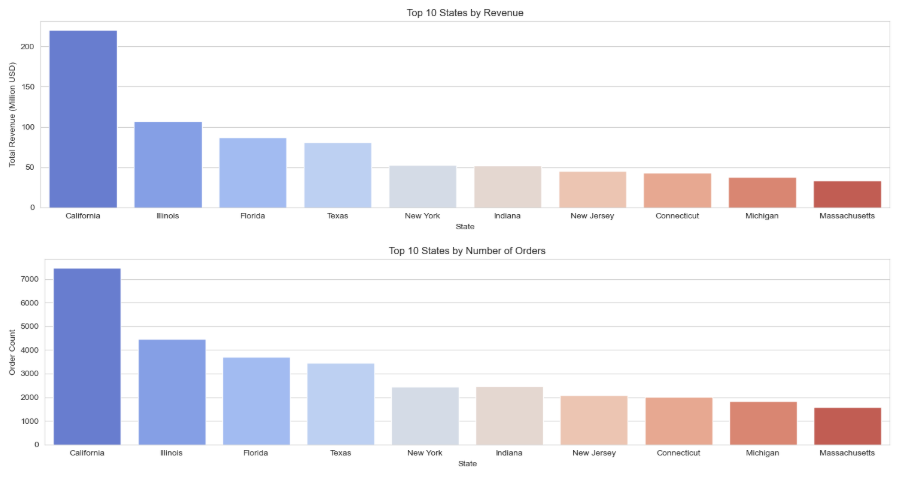 Top 10 States by Revenue
Total Revenue (Million USD)
200
150
100
50
0
California Illinois Florida Texas New York Indiana New Jersey Connecticut Michigan Massachusetts
State
Top 10 States by Number of Orders
Order Count
7000
6000
5000
4000
3000
2000
1000
0
California Illinois Florida Texas New York Indiana New Jersey Connecticut Michigan Massachusetts
State